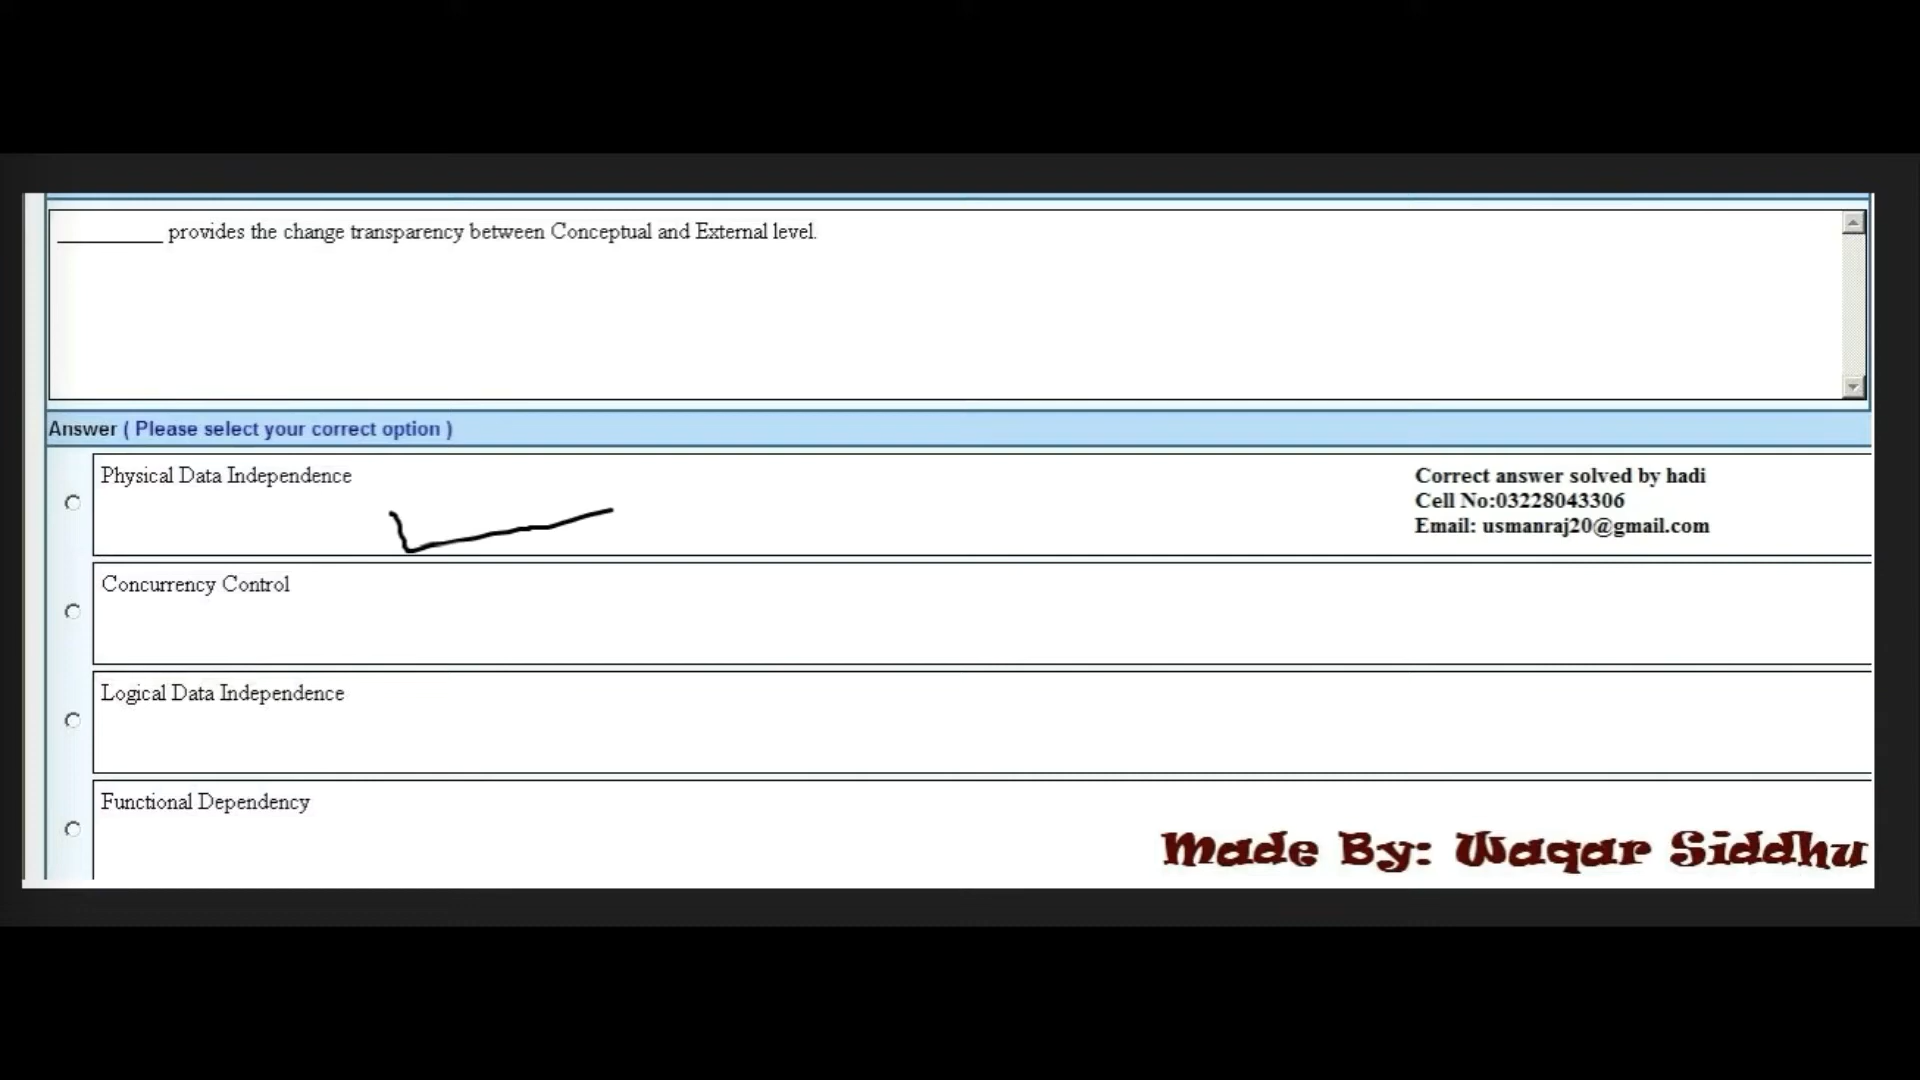 __________ provides the change transparency between Conceptual and External level.
Answer ( Please select your correct option )
Physical Data Independence
Correct answer solved by hadi
Cell No:03228043306
Email: usmanraj20@gmail.com
Concurrency Control
Logical Data Independence
Functional Dependency
Made By: Waqar Siddhu